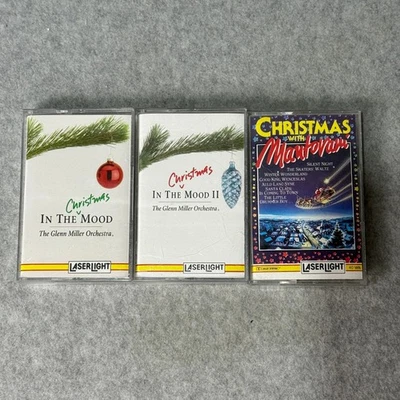 Christmas
IN THE MOOD
The Glenn Miller Orchestra.
LASERLIGHT
Christmas
IN THE MOOD II
The Glenn Miller Orchestra.
LASERLIGHT
CHRISTMAS
WITH
Mantovani
SILENT NIGHT
THE SKATERS WALTZ
WINTER WONDERLAND
GOOD KING WENCESLAS
AULD LANG SYNE
SANTA CLAUS
IS COMING TO TOWN
THE LITTLE
DRUMMER BOY
LASERLIGHT